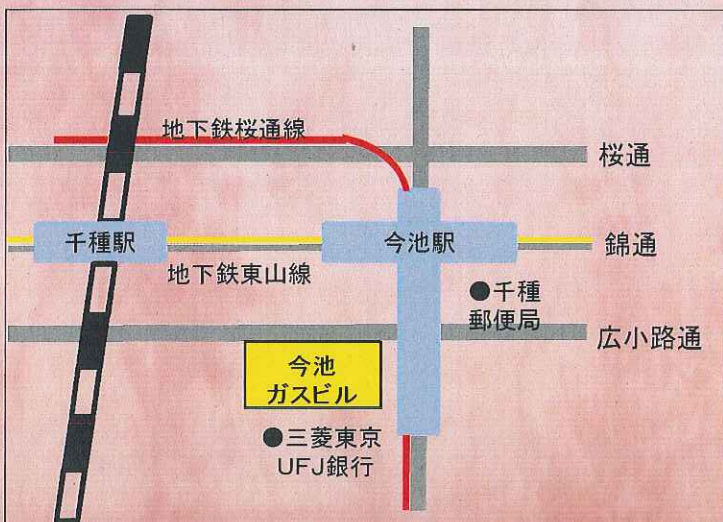 地下鉄桜通線
桜通
千種駅
今池駅
錦通
地下鉄東山線
●千種
郵便局
広小路通
今池
ガスビル
●三菱東京
UFJ銀行